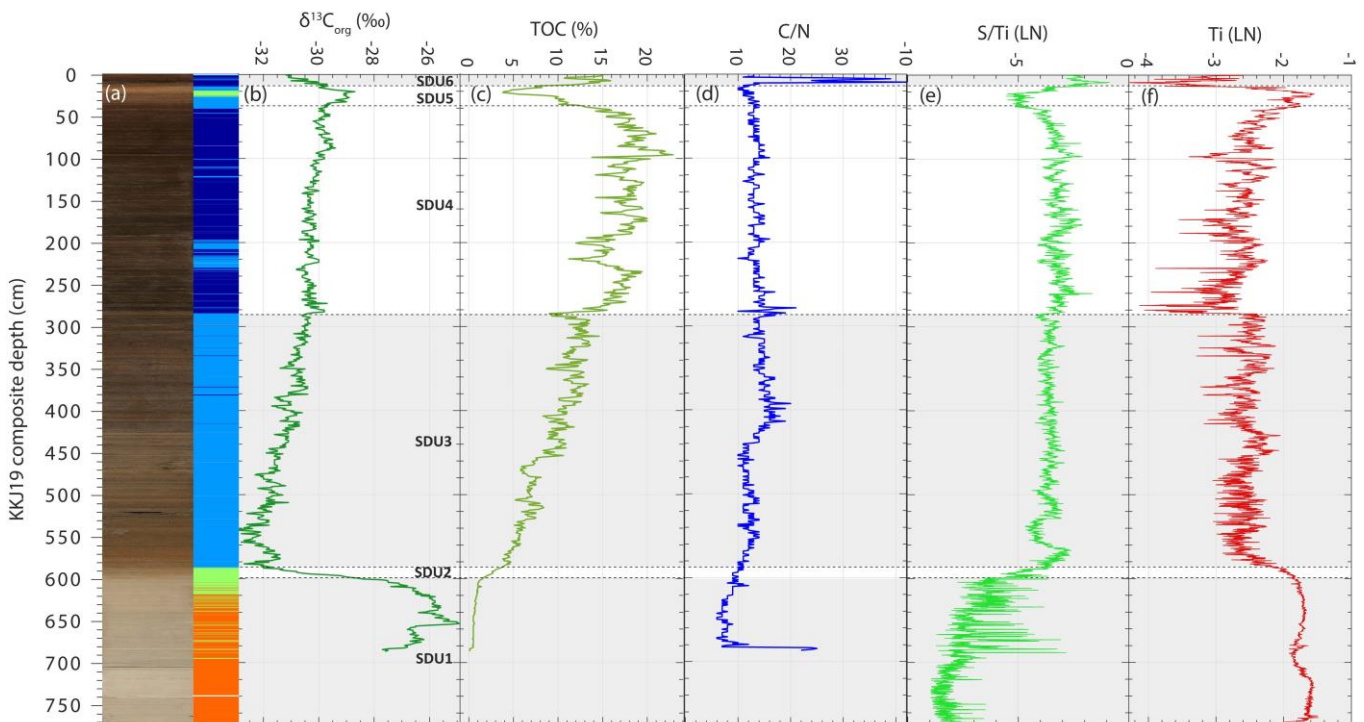 δ¹³Corg (‰)
TOC (%)
C/N
S/Ti (LN)
Ti (LN)
-32 -30 -28 -26
0 5 10 15 20
10 20 30
-10 -5 0
-4 -3 -2 -1
(a)
(b)
(c)
(d)
(e)
(f)
KKJ19 composite depth (cm)
0
50
100
150
200
250
300
350
400
450
500
550
600
650
700
750
SDU6
SDU5
SDU4
SDU3
SDU2
SDU1